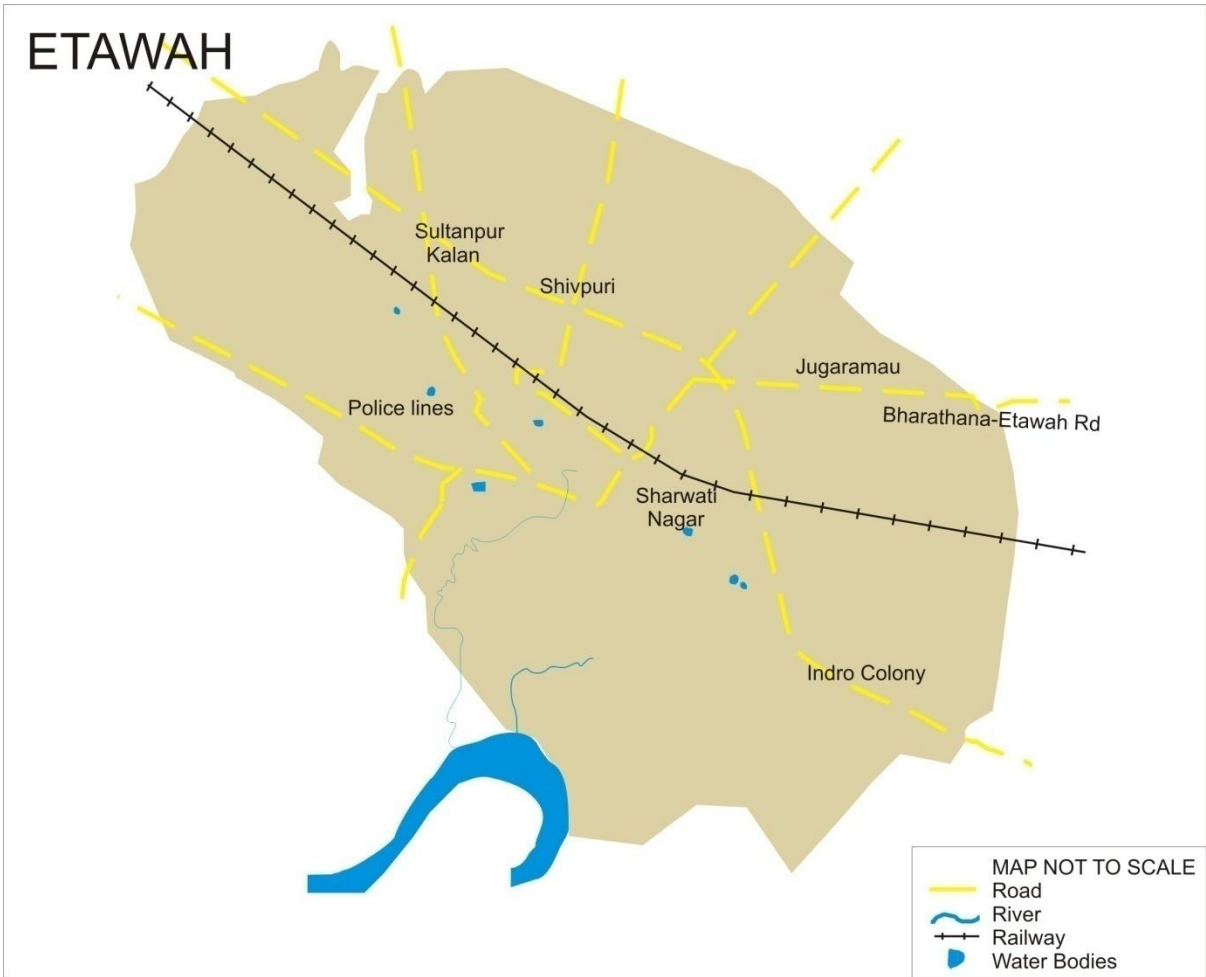 ETAWAH
Sultanpur
Kalan
Shivpuri
Jugaramau
Police lines
Bharathana-Etawah Rd
Sharwati
Nagar
Indro Colony
MAP NOT TO SCALE
Road
River
Railway
Water Bodies